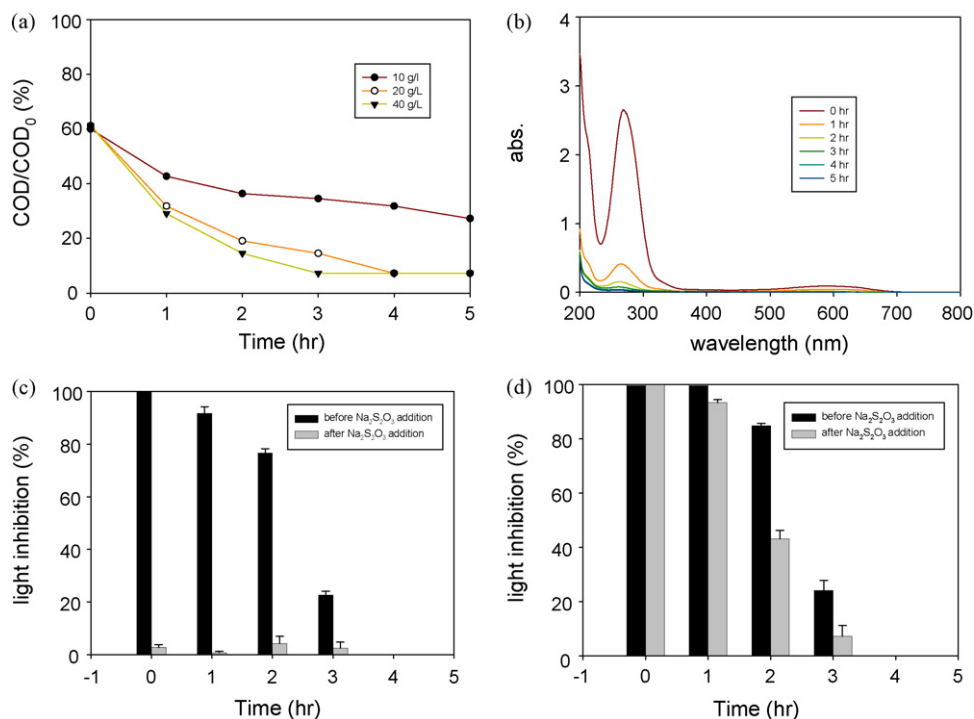 (a)
100
80
60
40
20
0
COD/COD₀ (%)
10 g/l
20 g/L
40 g/L
0 1 2 3 4 5
Time (hr)
(b)
4
3
2
1
0
abs.
0 hr
1 hr
2 hr
3 hr
4 hr
5 hr
200 300 400 500 600 700 800
wavelength (nm)
(c)
100
80
60
40
20
0
light inhibition (%)
before Na₂S₂O₃ addition
after Na₂S₂O₃ addition
-1 0 1 2 3 4 5
Time (hr)
(d)
100
80
60
40
20
0
light inhibition (%)
before Na₂S₂O₃ addition
after Na₂S₂O₃ addition
-1 0 1 2 3 4 5
Time (hr)